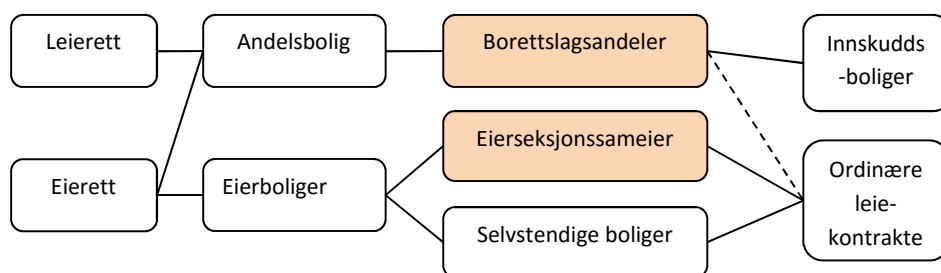 Leierett
Andelsbolig
Borettslagsandeler
Innskudds
-boliger
Eierett
Eierboliger
Eierseksjonssameier
Selvstendige boliger
Ordinære
leie-
kontrakte